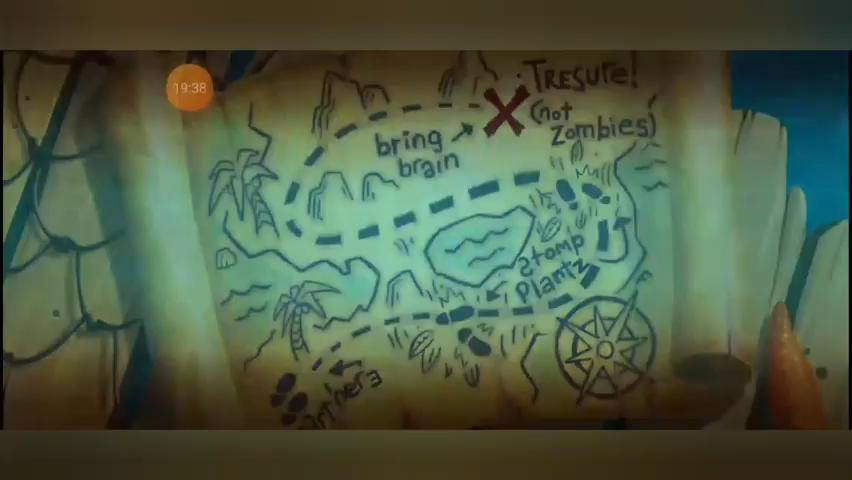 19:38
TRESUre!
(not
zombies)
bring
brain
Stomp
Plantz